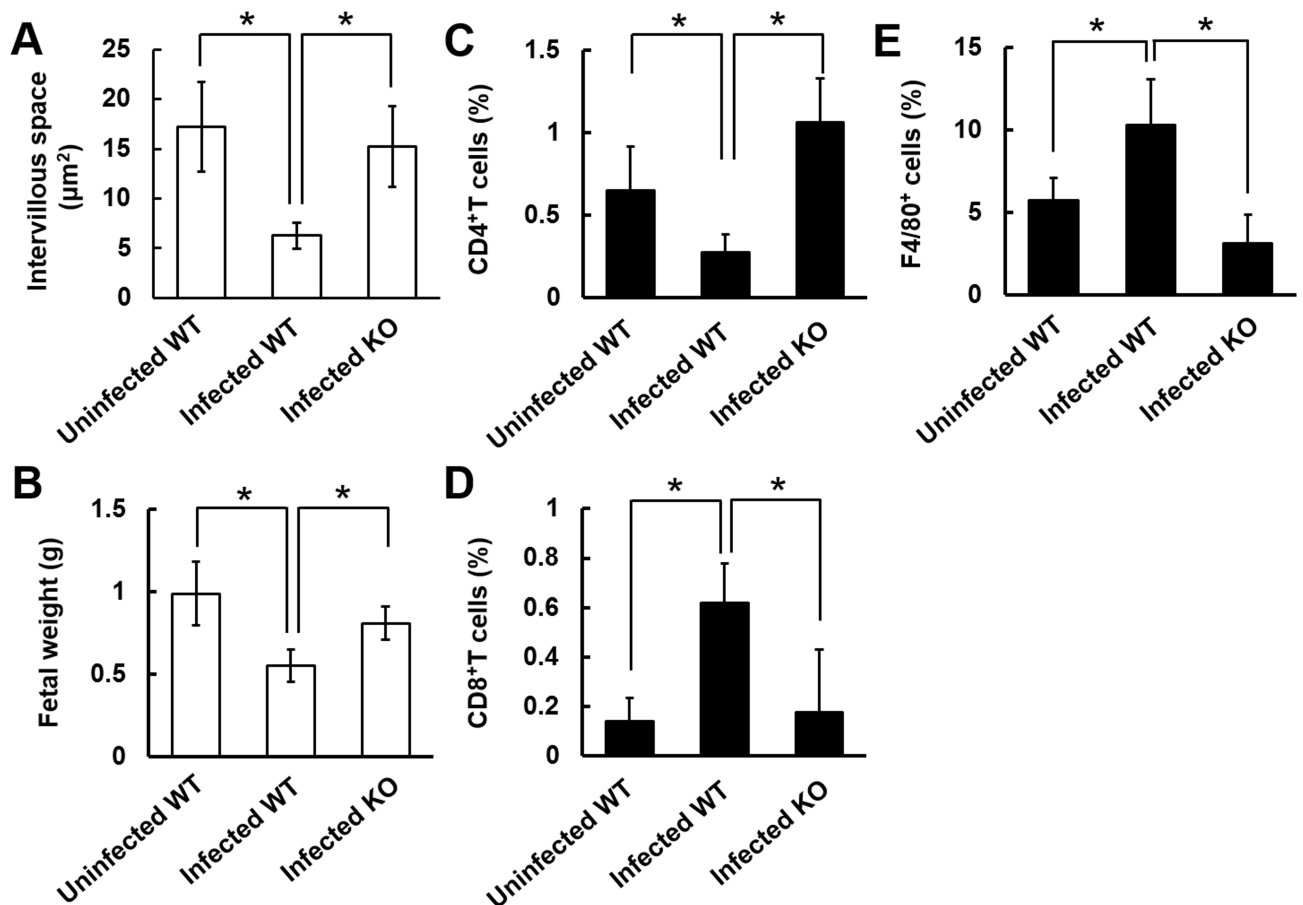 A
Intervillous space
(μm²)
25
20
15
10
5
0
*
*
Uninfected WT
Infected WT
Infected KO
B
Fetal weight (g)
1.5
1
0.5
0
*
*
Uninfected WT
Infected WT
Infected KO
C
CD4⁺T cells (%)
1.5
1
0.5
0
*
*
Uninfected WT
Infected WT
Infected KO
D
CD8⁺T cells (%)
1
0.8
0.6
0.4
0.2
0
*
*
Uninfected WT
Infected WT
Infected KO
E
F4/80⁺ cells (%)
15
10
5
0
*
*
Uninfected WT
Infected WT
Infected KO